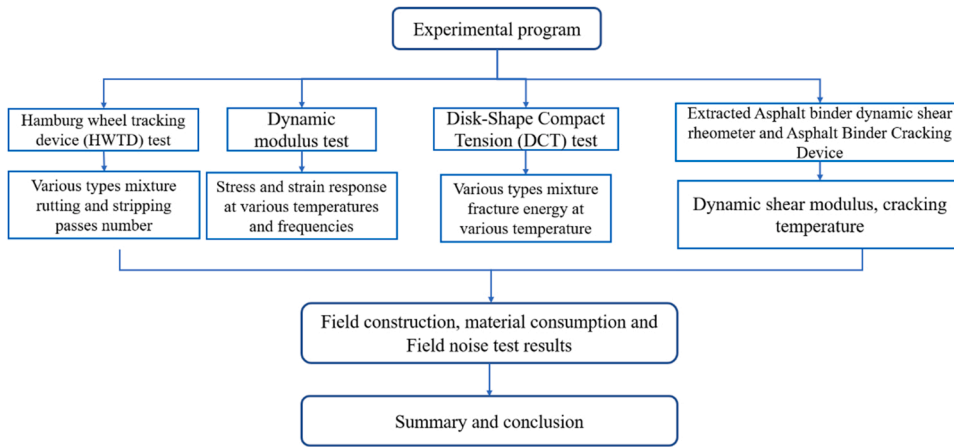 Experimental program
Hamburg wheel tracking
device (HWTD) test
Dynamic
modulus test
Disk-Shape Compact
Tension (DCT) test
Extracted Asphalt binder dynamic shear
rheometer and Asphalt Binder Cracking
Device
Various types mixture
rutting and stripping
passes number
Stress and strain response
at various temperatures
and frequencies
Various types mixture
fracture energy at
various temperature
Dynamic shear modulus, cracking
temperature
Field construction, material consumption and
Field noise test results
Summary and conclusion